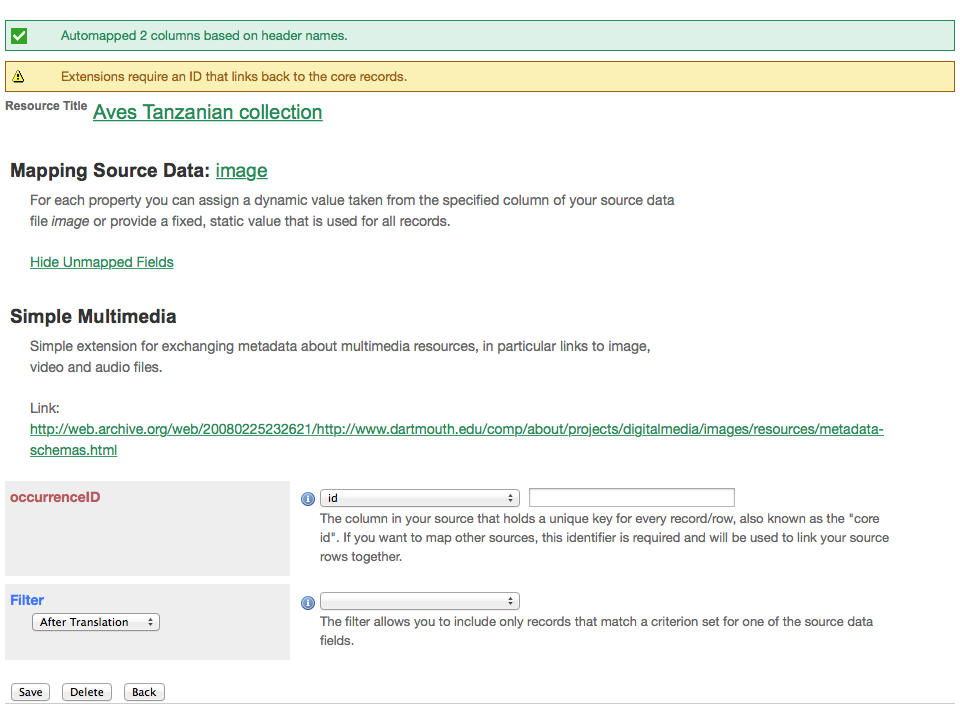 Automapped 2 columns based on header names.
Extensions require an ID that links back to the core records.
Resource Title Aves Tanzanian collection
Mapping Source Data: image
For each property you can assign a dynamic value taken from the specified column of your source data
file image or provide a fixed, static value that is used for all records.
Hide Unmapped Fields
Simple Multimedia
Simple extension for exchanging metadata about multimedia resources, in particular links to image,
video and audio files.
Link:
http://web.archive.org/web/20080225232621/http://www.dartmouth.edu/comp/about/projects/digitalmedia/images/resources/metadata-
schemas.html
occurrenceID
id
The column in your source that holds a unique key for every record/row, also known as the "core
id". If you want to map other sources, this identifier is required and will be used to link your source
rows together.
Filter
After Translation
The filter allows you to include only records that match a criterion set for one of the source data
fields.
Save Delete Back